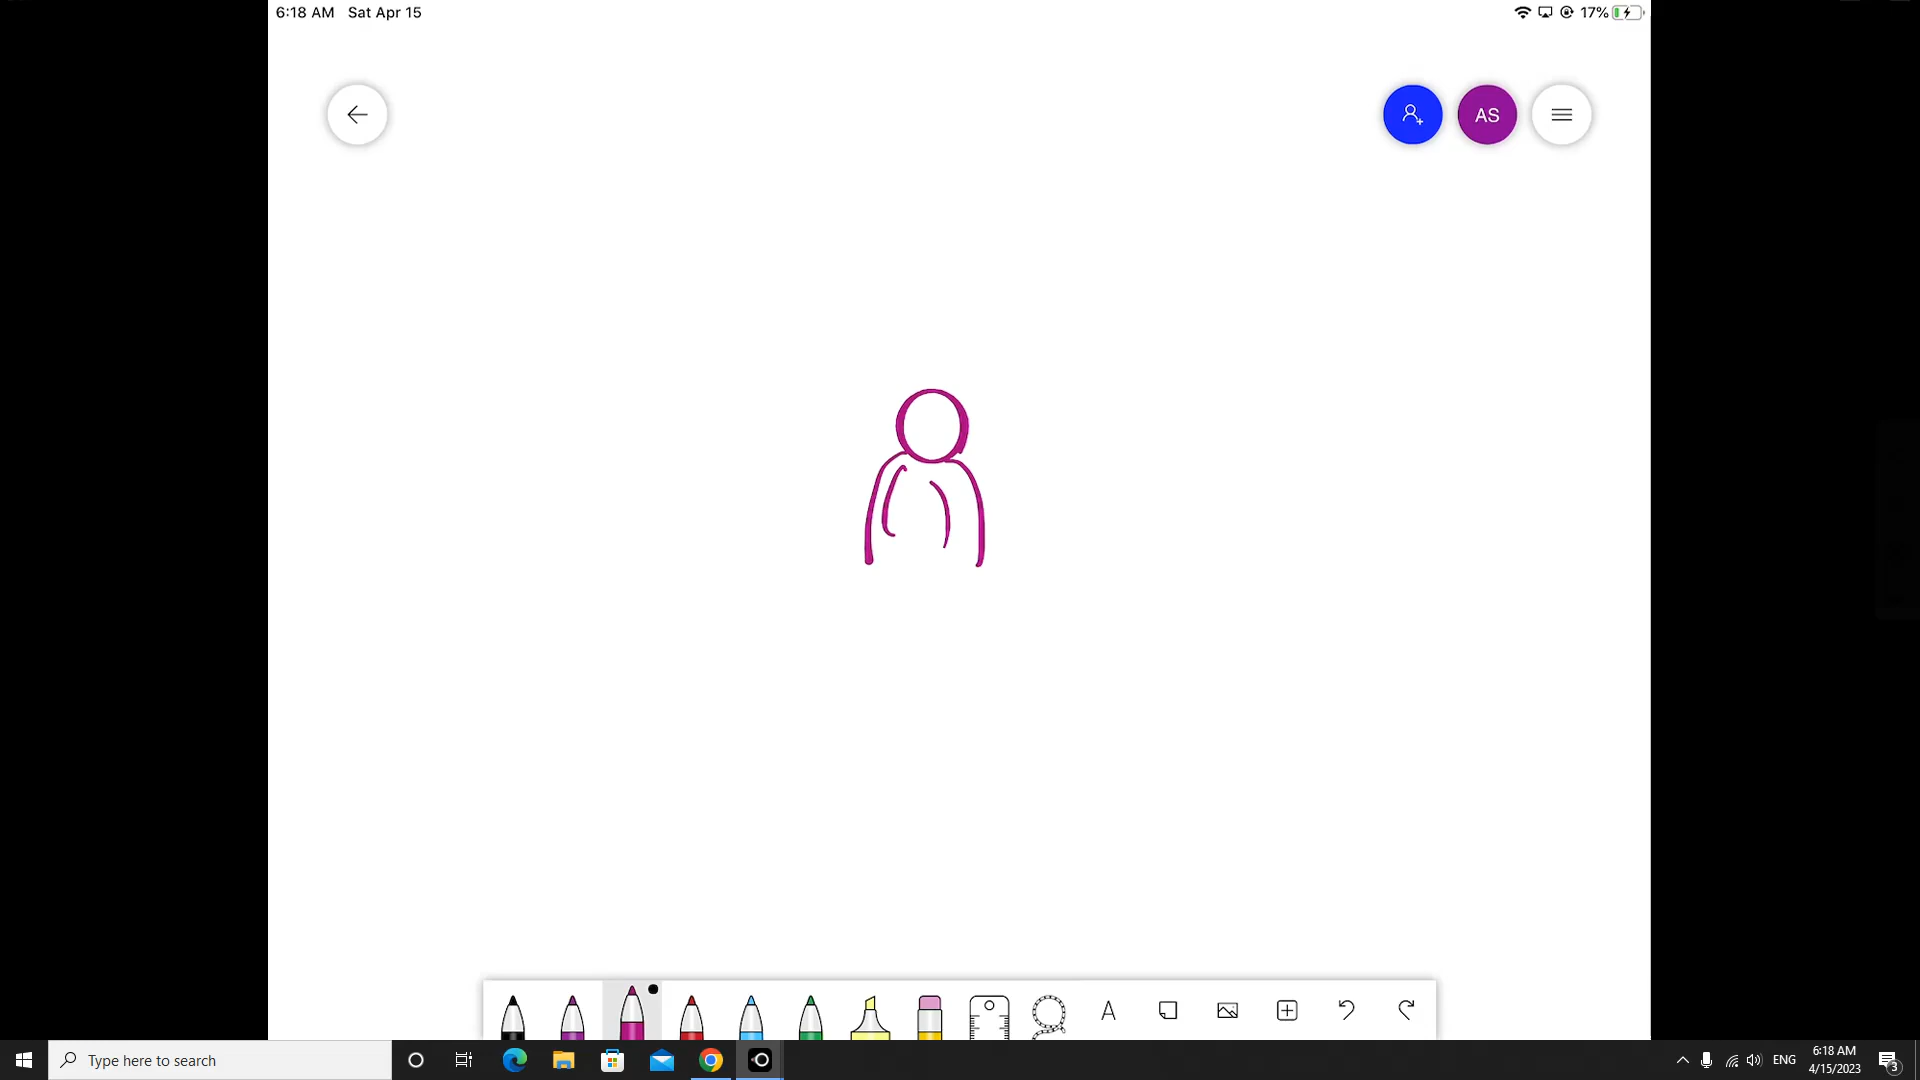 6:18 AM Sat Apr 15
17%
AS
A
Type here to search
ENG
6:18 AM
4/15/2023
3